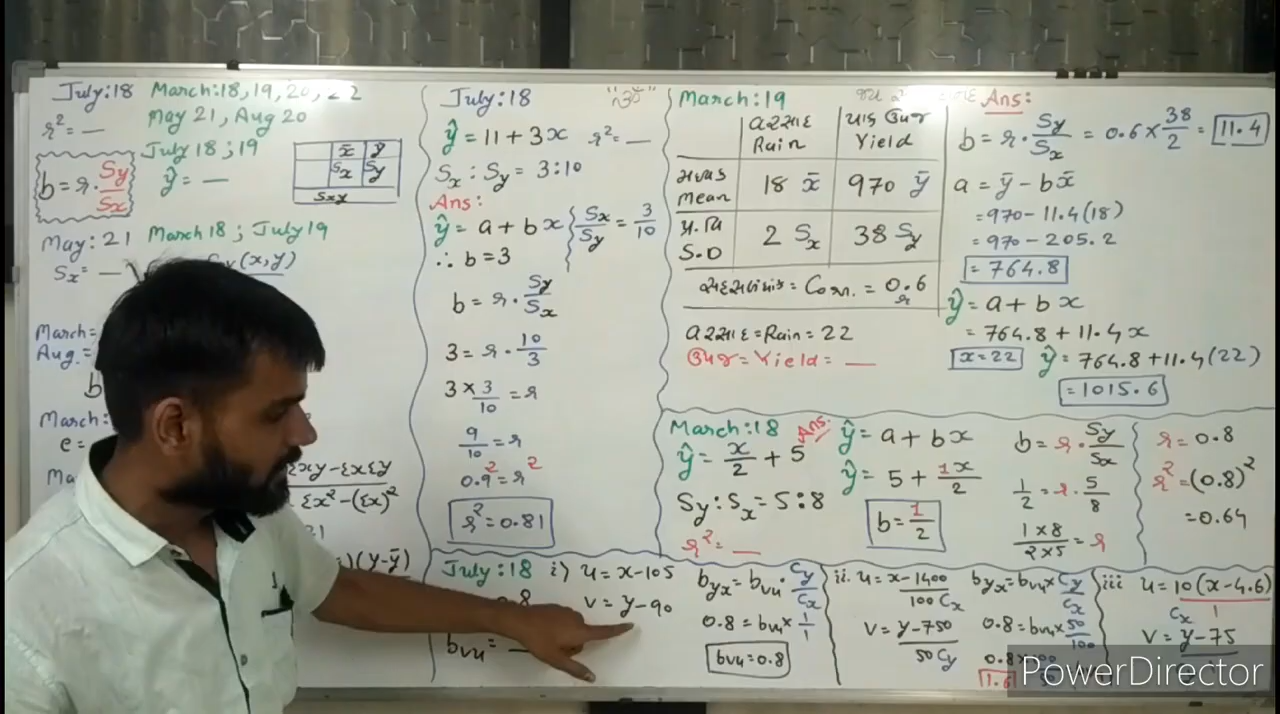 July:18 March:18,19,20,22
r² = — May 21, Aug 20
July 18 ; 19
b = r. Sy/Sx ŷ = —
x̄ ȳ
Sx Sy
Sxy
May: 21 March 18 ; July 19
Sx = —
(x,y)
March=
Aug.=
b
March:
e =
Ma
Σxy-ΣxΣy
Σx²-(Σx)²
(y-ȳ)
July:18
ŷ = 11 + 3x r² = —
Sx : Sy = 3:10
Ans:
ŷ = a + bx Sx/Sy = 3/10
∴ b = 3
b = r. Sy/Sx
3 = r. 10/3
3 × 3/10 = r
9/10 = r
0.9² = r²
r² = 0.81
March:19
વરસાદ Rain પાક ઉપજ Yield
મધ્યક Mean 18 x̄ 970 ȳ
પ્ર.વિ S.D 2 Sx 38 Sy
સહસંબંધાંક = Corr. = 0.6
r
વરસાદ = Rain = 22
ઉપજ = Yield = —
Ans:
b = r. Sy/Sx = 0.6 × 38/2 = 11.4
a = ȳ - bx̄
= 970 - 11.4(18)
= 970 - 205.2
= 764.8
ŷ = a + bx
= 764.8 + 11.4x
x = 22 ŷ = 764.8 + 11.4(22)
= 1015.6
March:18 Ans:
ŷ = x/2 + 5
Sy : Sx = 5:8
r² = —
ŷ = a + bx
ŷ = 5 + 1x/2
b = 1/2
b = r. Sy/Sx
1/2 = r. 5/8
1×8/2×5 = r
r = 0.8
r² = (0.8)²
= 0.64
July:18 i) u = x-105
0.8 v = y-90
bvu = —
byx = bvu. Cy/Cx
0.8 = bvu × 1/1
bvu = 0.8
ii. u = x-1400/100 Cx
v = y-750/50 Cy
byx = bvu × Cy/Cx
0.8 = bvu × 50/100
1.6
iii u = 10(x-4.6)
Cx 1
v = y-75
PowerDirector